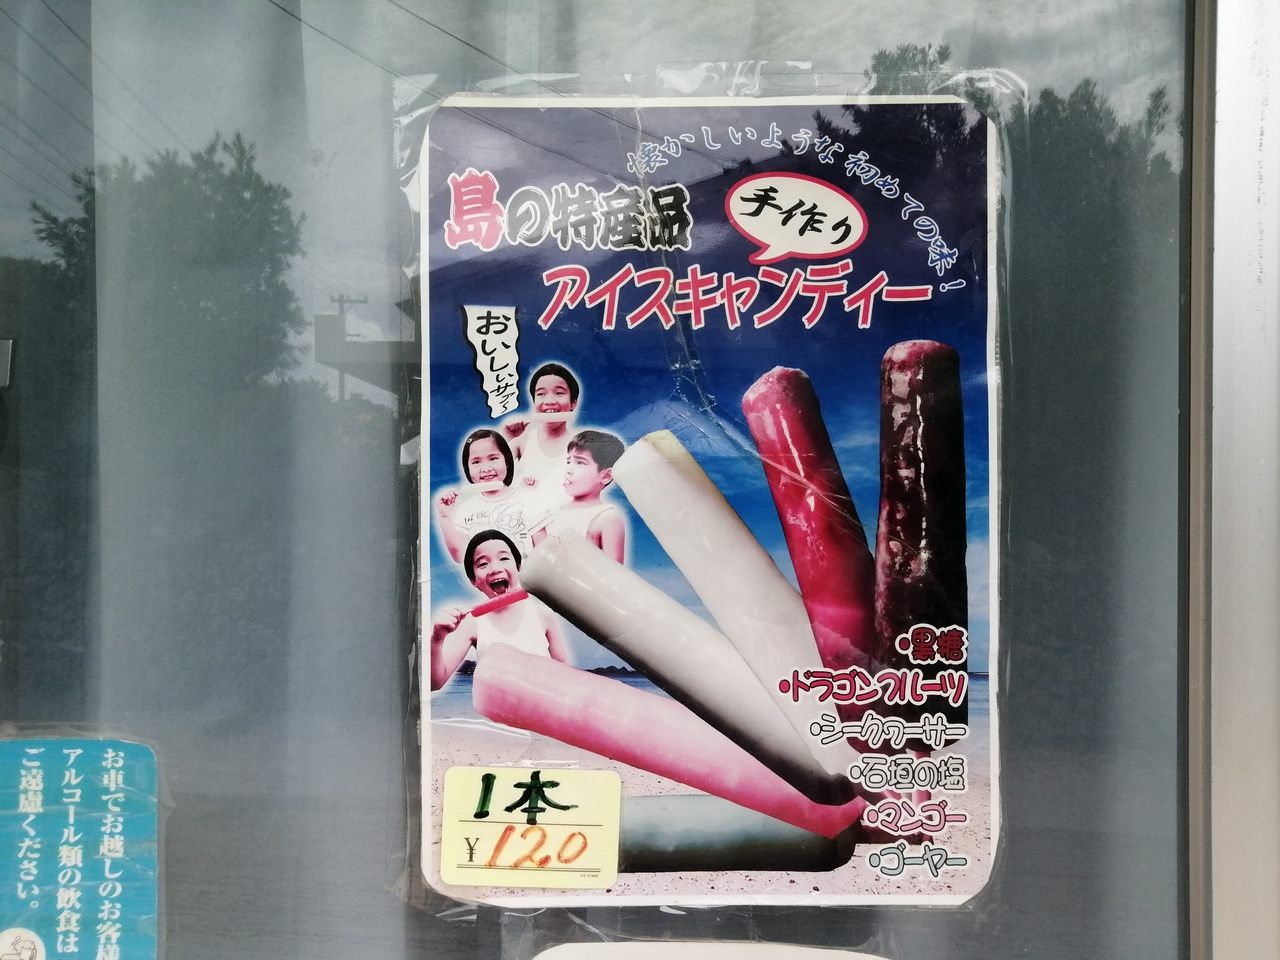 懐かしいような初めての味！
島の特産品
手作り
アイスキャンディー
おいしいサァ〜
・黒糖
・ドラゴンフルーツ
・シークヮーサー
・石垣の塩
・マンゴー
・ゴーヤー
1本
¥120
お車でお越しのお客様
アルコール類の飲食は
ご遠慮ください。